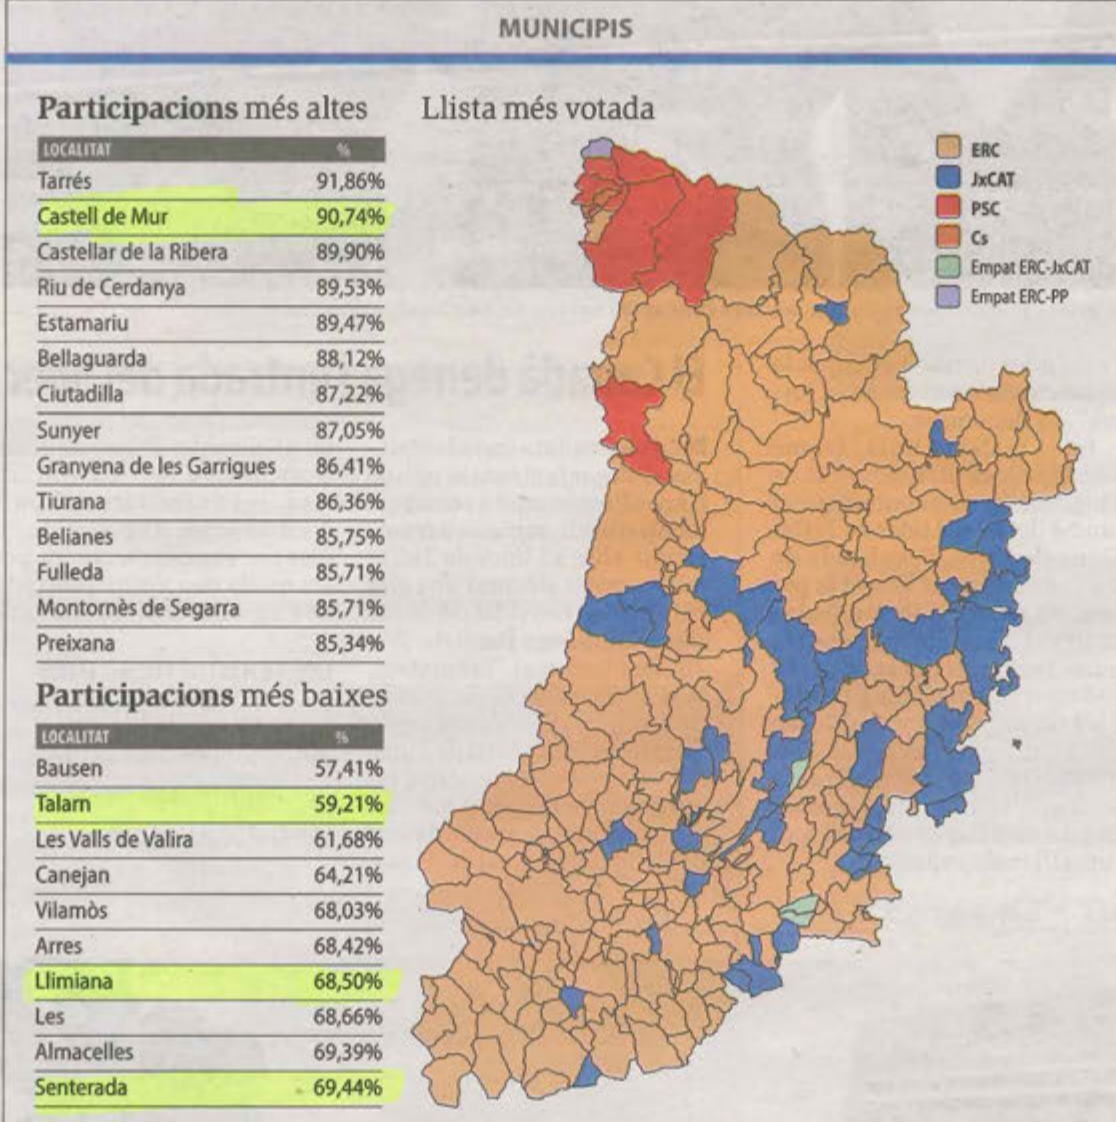 MUNICIPIS
Participacions més altes
LOCALITAT %
Tarrés 91,86%
Castell de Mur 90,74%
Castellar de la Ribera 89,90%
Riu de Cerdanya 89,53%
Estamariu 89,47%
Bellaguarda 88,12%
Ciutadilla 87,22%
Sunyer 87,05%
Granyena de les Garrigues 86,41%
Tiurana 86,36%
Belianes 85,75%
Fulleda 85,71%
Montornès de Segarra 85,71%
Preixana 85,34%
Participacions més baixes
LOCALITAT %
Bausen 57,41%
Talarn 59,21%
Les Valls de Valira 61,68%
Canejan 64,21%
Vilamòs 68,03%
Arres 68,42%
Llimiana 68,50%
Les 68,66%
Almacelles 69,39%
Senterada 69,44%
Llista més votada
ERC
JxCAT
PSC
Cs
Empat ERC-JxCAT
Empat ERC-PP